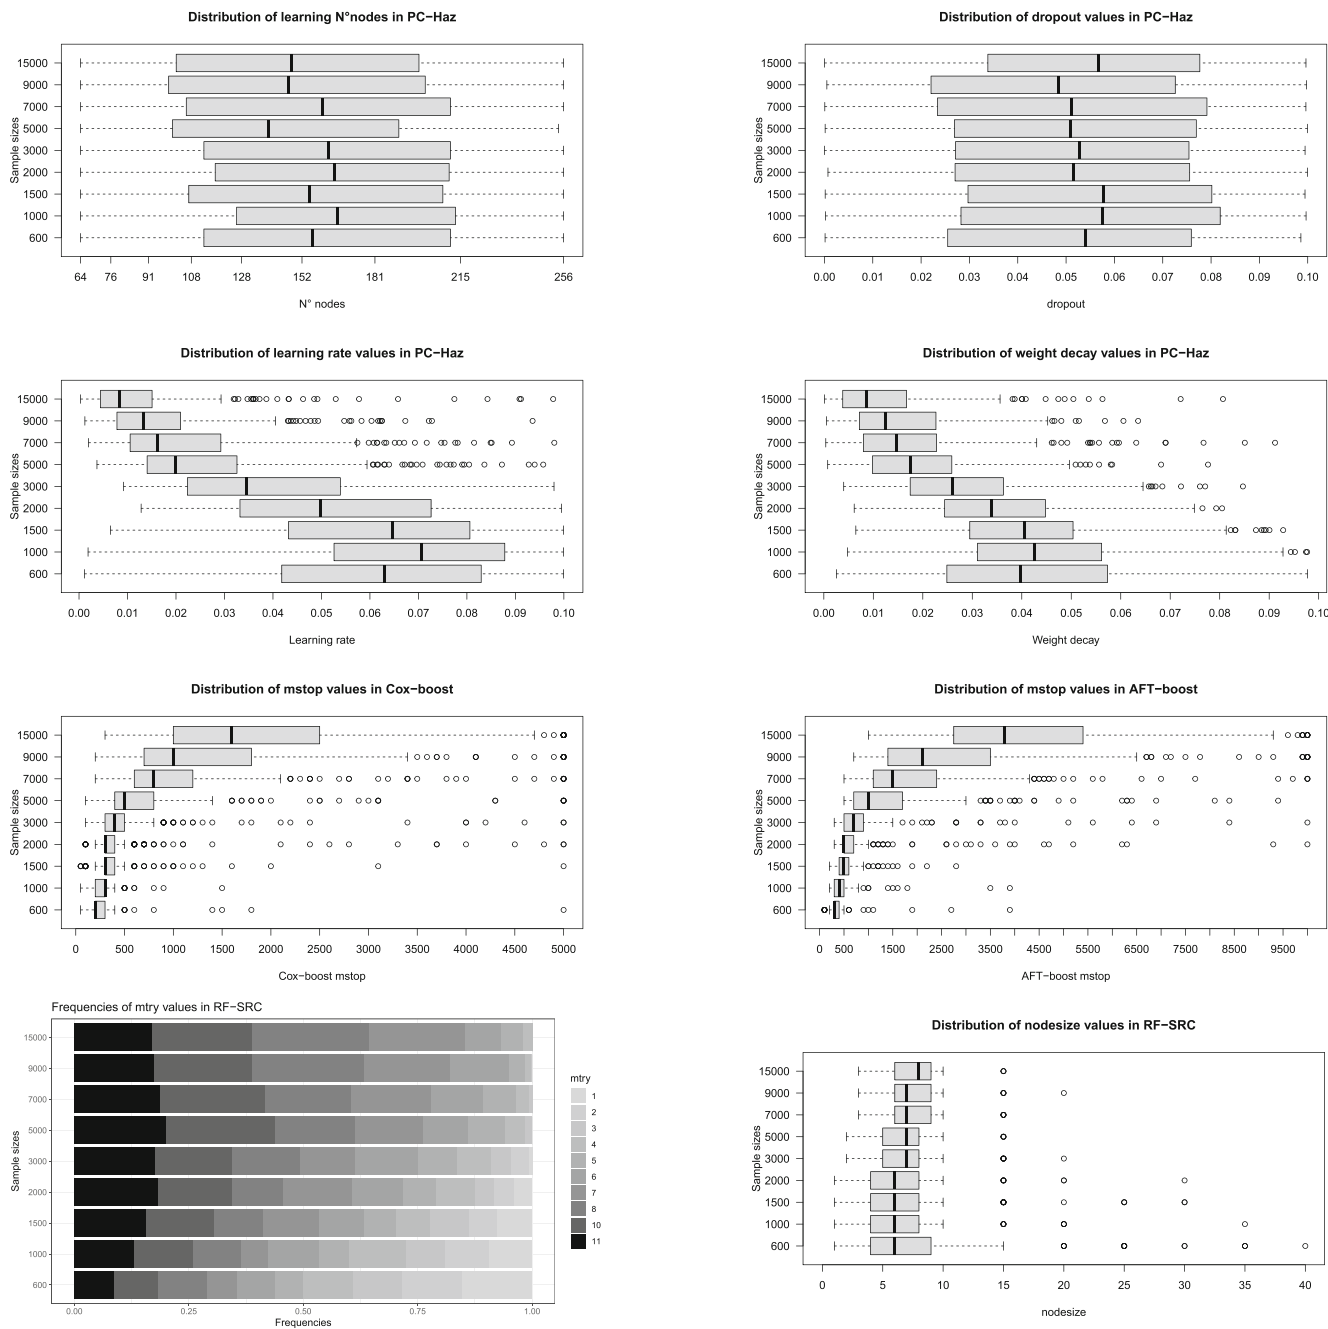 Distribution of learning N°nodes in PC−Haz
Sample sizes
15000
9000
7000
5000
3000
2000
1500
1000
600
64 76 91 108 128 152 181 215 256
N° nodes
Distribution of dropout values in PC−Haz
Sample sizes
15000
9000
7000
5000
3000
2000
1500
1000
600
0.00 0.01 0.02 0.03 0.04 0.05 0.06 0.07 0.08 0.09 0.10
dropout
Distribution of learning rate values in PC−Haz
Sample sizes
15000
9000
7000
5000
3000
2000
1500
1000
600
0.00 0.01 0.02 0.03 0.04 0.05 0.06 0.07 0.08 0.09 0.10
Learning rate
Distribution of weight decay values in PC−Haz
Sample sizes
15000
9000
7000
5000
3000
2000
1500
1000
600
0.00 0.01 0.02 0.03 0.04 0.05 0.06 0.07 0.08 0.09 0.10
Weight decay
Distribution of mstop values in Cox−boost
Sample sizes
15000
9000
7000
5000
3000
2000
1500
1000
600
0 500 1000 1500 2000 2500 3000 3500 4000 4500 5000
Cox−boost mstop
Distribution of mstop values in AFT−boost
Sample sizes
15000
9000
7000
5000
3000
2000
1500
1000
600
0 500 1500 2500 3500 4500 5500 6500 7500 8500 9500
AFT−boost mstop
Frequencies of mtry values in RF−SRC
Sample sizes
15000
9000
7000
5000
3000
2000
1500
1000
600
0.00 0.25 0.50 0.75 1.00
Frequencies
mtry
1
2
3
4
5
6
7
8
10
11
Distribution of nodesize values in RF−SRC
Sample sizes
15000
9000
7000
5000
3000
2000
1500
1000
600
0 5 10 15 20 25 30 35 40
nodesize